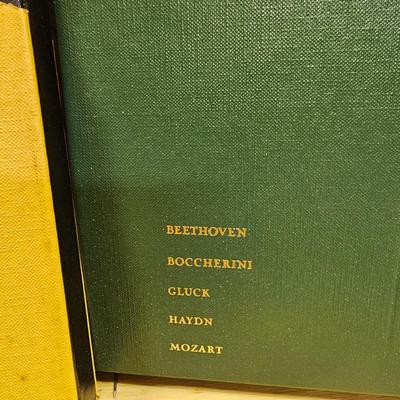 BEETHOVEN
BOCCHERINI
GLUCK
HAYDN
MOZART